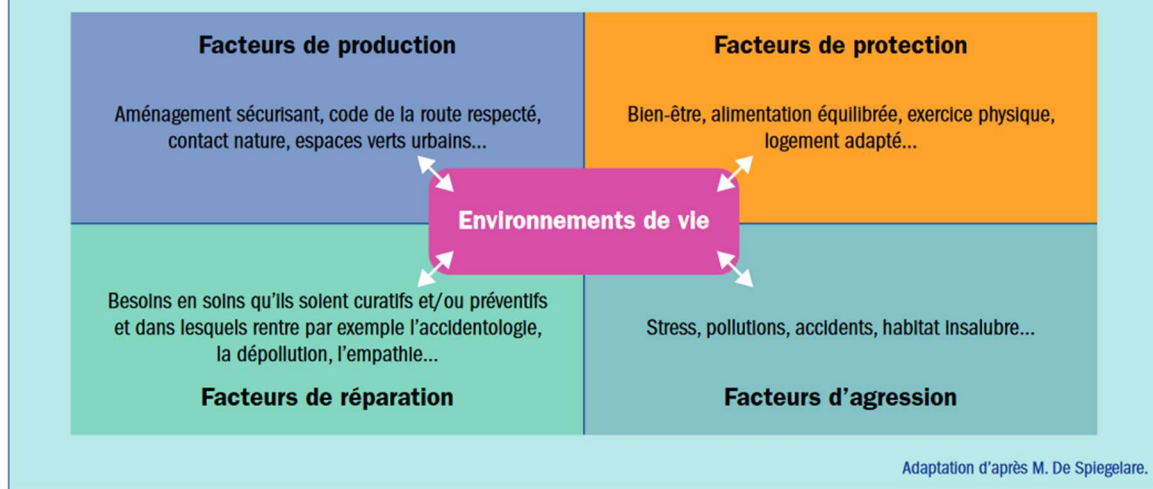 Facteurs de production
Aménagement sécurisant, code de la route respecté,
contact nature, espaces verts urbains...
Facteurs de protection
Bien-être, alimentation équilibrée, exercice physique,
logement adapté...
Environnements de vie
Besoins en soins qu'ils soient curatifs et/ou préventifs
et dans lesquels rentre par exemple l'accidentologie,
la dépollution, l'empathie...
Facteurs de réparation
Stress, pollutions, accidents, habitat insalubre...
Facteurs d'agression
Adaptation d'après M. De Spiegelare.